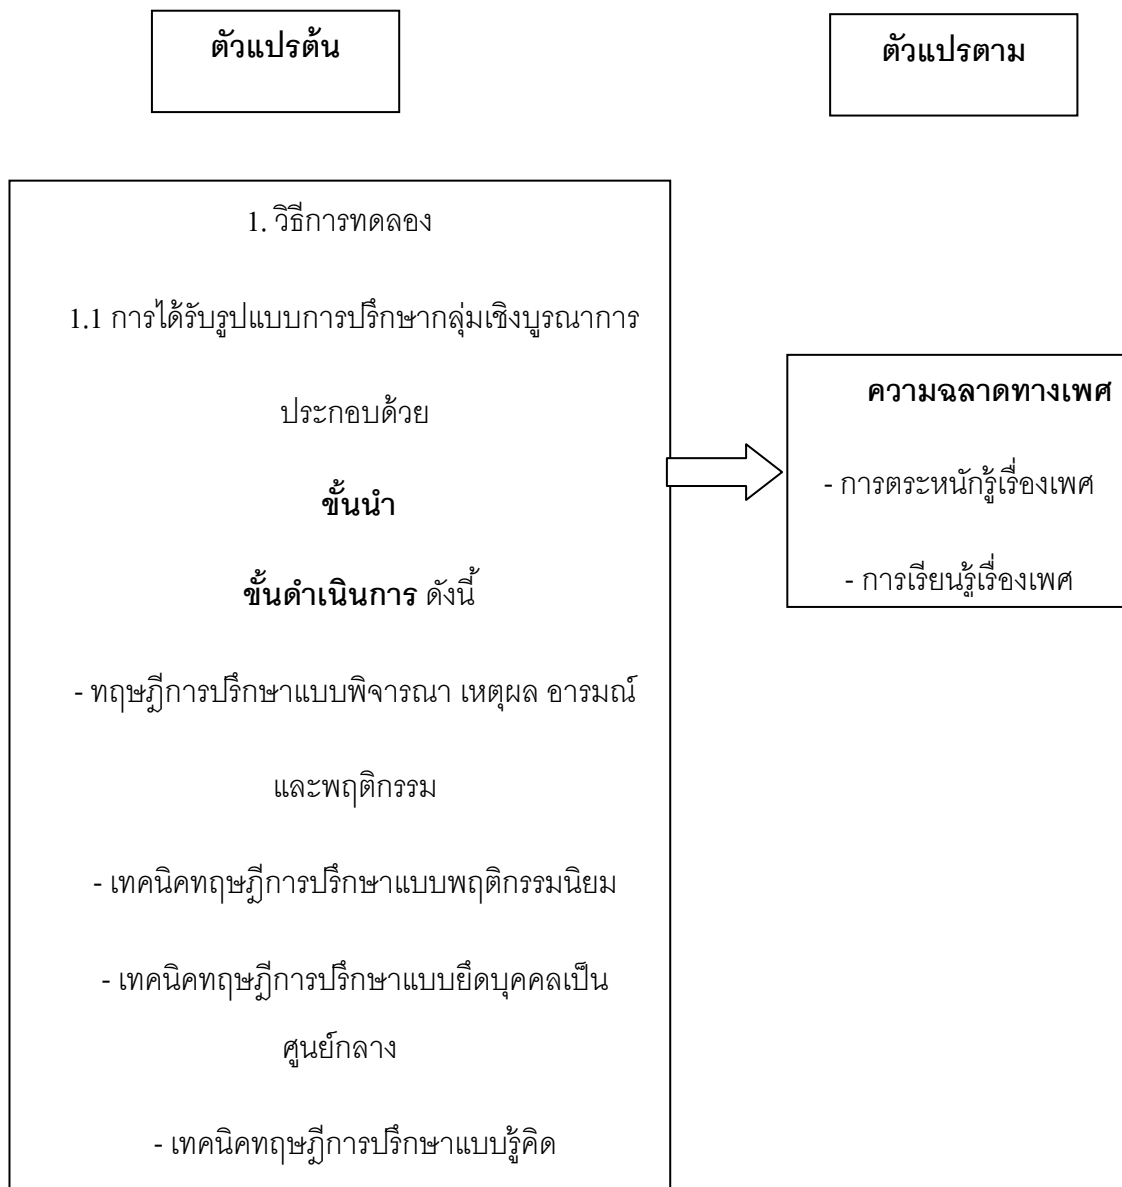 ตัวแปรต้น
ตัวแปรตาม
1. วิธีการทดลอง
1.1 การได้รับรูปแบบการปรึกษากลุ่มเชิงบูรณาการ
ประกอบด้วย
ขั้นนำ
ขั้นดำเนินการ ดังนี้
- ทฤษฎีการปรึกษาแบบพิจารณา เหตุผล อารมณ์
และพฤติกรรม
- เทคนิคทฤษฎีการปรึกษาแบบพฤติกรรมนิยม
- เทคนิคทฤษฎีการปรึกษาแบบยึดบุคคลเป็น
ศูนย์กลาง
- เทคนิคทฤษฎีการปรึกษาแบบรู้คิด
ความฉลาดทางเพศ
- การตระหนักรู้เรื่องเพศ
- การเรียนรู้เรื่องเพศ